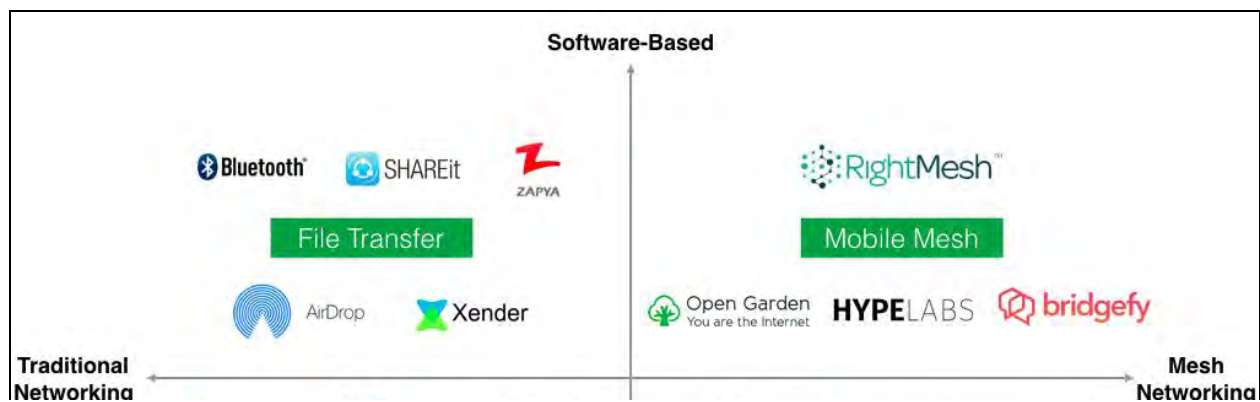 Software-Based
Bluetooth®
SHAREit
ZAPYA
RightMesh™
File Transfer
Mobile Mesh
AirDrop
Xender
Open Garden
You are the Internet
HYPELABS
bridgefy
Traditional
Networking
Mesh
Networking